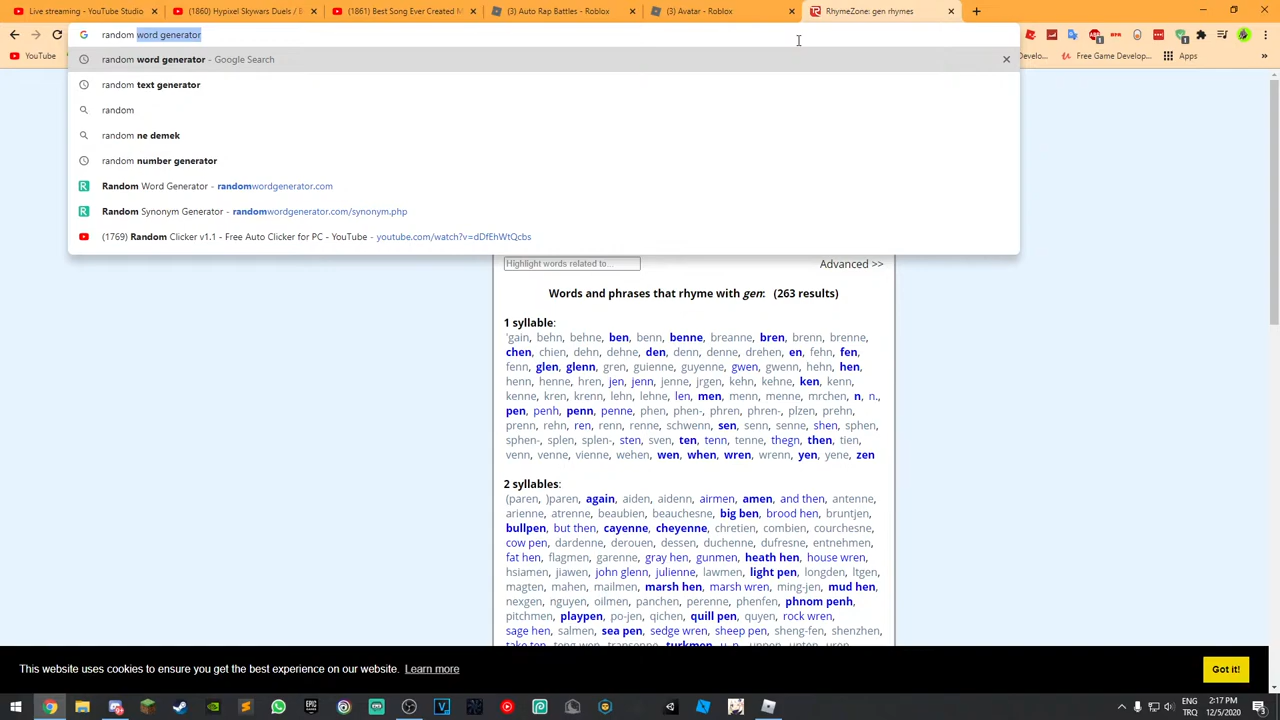 Live streaming - YouTube Studio
(1860) Hypixel Skywars Duels / B
(1861) Best Song Ever Created M
(3) Auto Rap Battles - Roblox
(3) Avatar - Roblox
RhymeZone: gen rhymes
random word generator
YouTube
Develo...
Free Game Develop...
Apps
random word generator - Google Search
random text generator
random
random ne demek
random number generator
Random Word Generator - randomwordgenerator.com
Random Synonym Generator - randomwordgenerator.com/synonym.php
(1769) Random Clicker v1.1 - Free Auto Clicker for PC - YouTube - youtube.com/watch?v=dDfEhWtQcbs
Highlight words related to...
Advanced >>
Words and phrases that rhyme with gen: (263 results)
1 syllable:
'gain, behn, behne, ben, benn, benne, breanne, bren, brenn, brenne,
chen, chien, dehn, dehne, den, denn, denne, drehen, en, fehn, fen,
fenn, glen, glenn, gren, guienne, guyenne, gwen, gwenn, hehn, hen,
henn, henne, hren, jen, jenn, jenne, jrgen, kehn, kehne, ken, kenn,
kenne, kren, krenn, lehn, lehne, len, men, menn, menne, mrchen, n, n.,
pen, penh, penn, penne, phen, phen-, phren, phren-, plzen, prehn,
prenn, rehn, ren, renn, renne, schwenn, sen, senn, senne, shen, sphen,
sphen-, splen, splen-, sten, sven, ten, tenn, tenne, thegn, then, tien,
venn, venne, vienne, wehen, wen, when, wren, wrenn, yen, yene, zen
2 syllables:
(paren, )paren, again, aiden, aidenn, airmen, amen, and then, antenne,
arienne, atrenne, beaubien, beauchesne, big ben, brood hen, bruntjen,
bullpen, but then, cayenne, cheyenne, chretien, combien, courchesne,
cow pen, dardenne, derouen, dessen, duchenne, dufresne, entnehmen,
fat hen, flagmen, garenne, gray hen, gunmen, heath hen, house wren,
hsiamen, jiawen, john glenn, julienne, lawmen, light pen, longden, ltgen,
magten, mahen, mailmen, marsh hen, marsh wren, ming-jen, mud hen,
nexgen, nguyen, oilmen, panchen, perenne, phenfen, phnom penh,
pitchmen, playpen, po-jen, qichen, quill pen, quyen, rock wren,
sage hen, salmen, sea pen, sedge wren, sheep pen, sheng-fen, shenzhen,
This website uses cookies to ensure you get the best experience on our website. Learn more
Got it!
ENG
TRQ
2:17 PM
12/5/2020